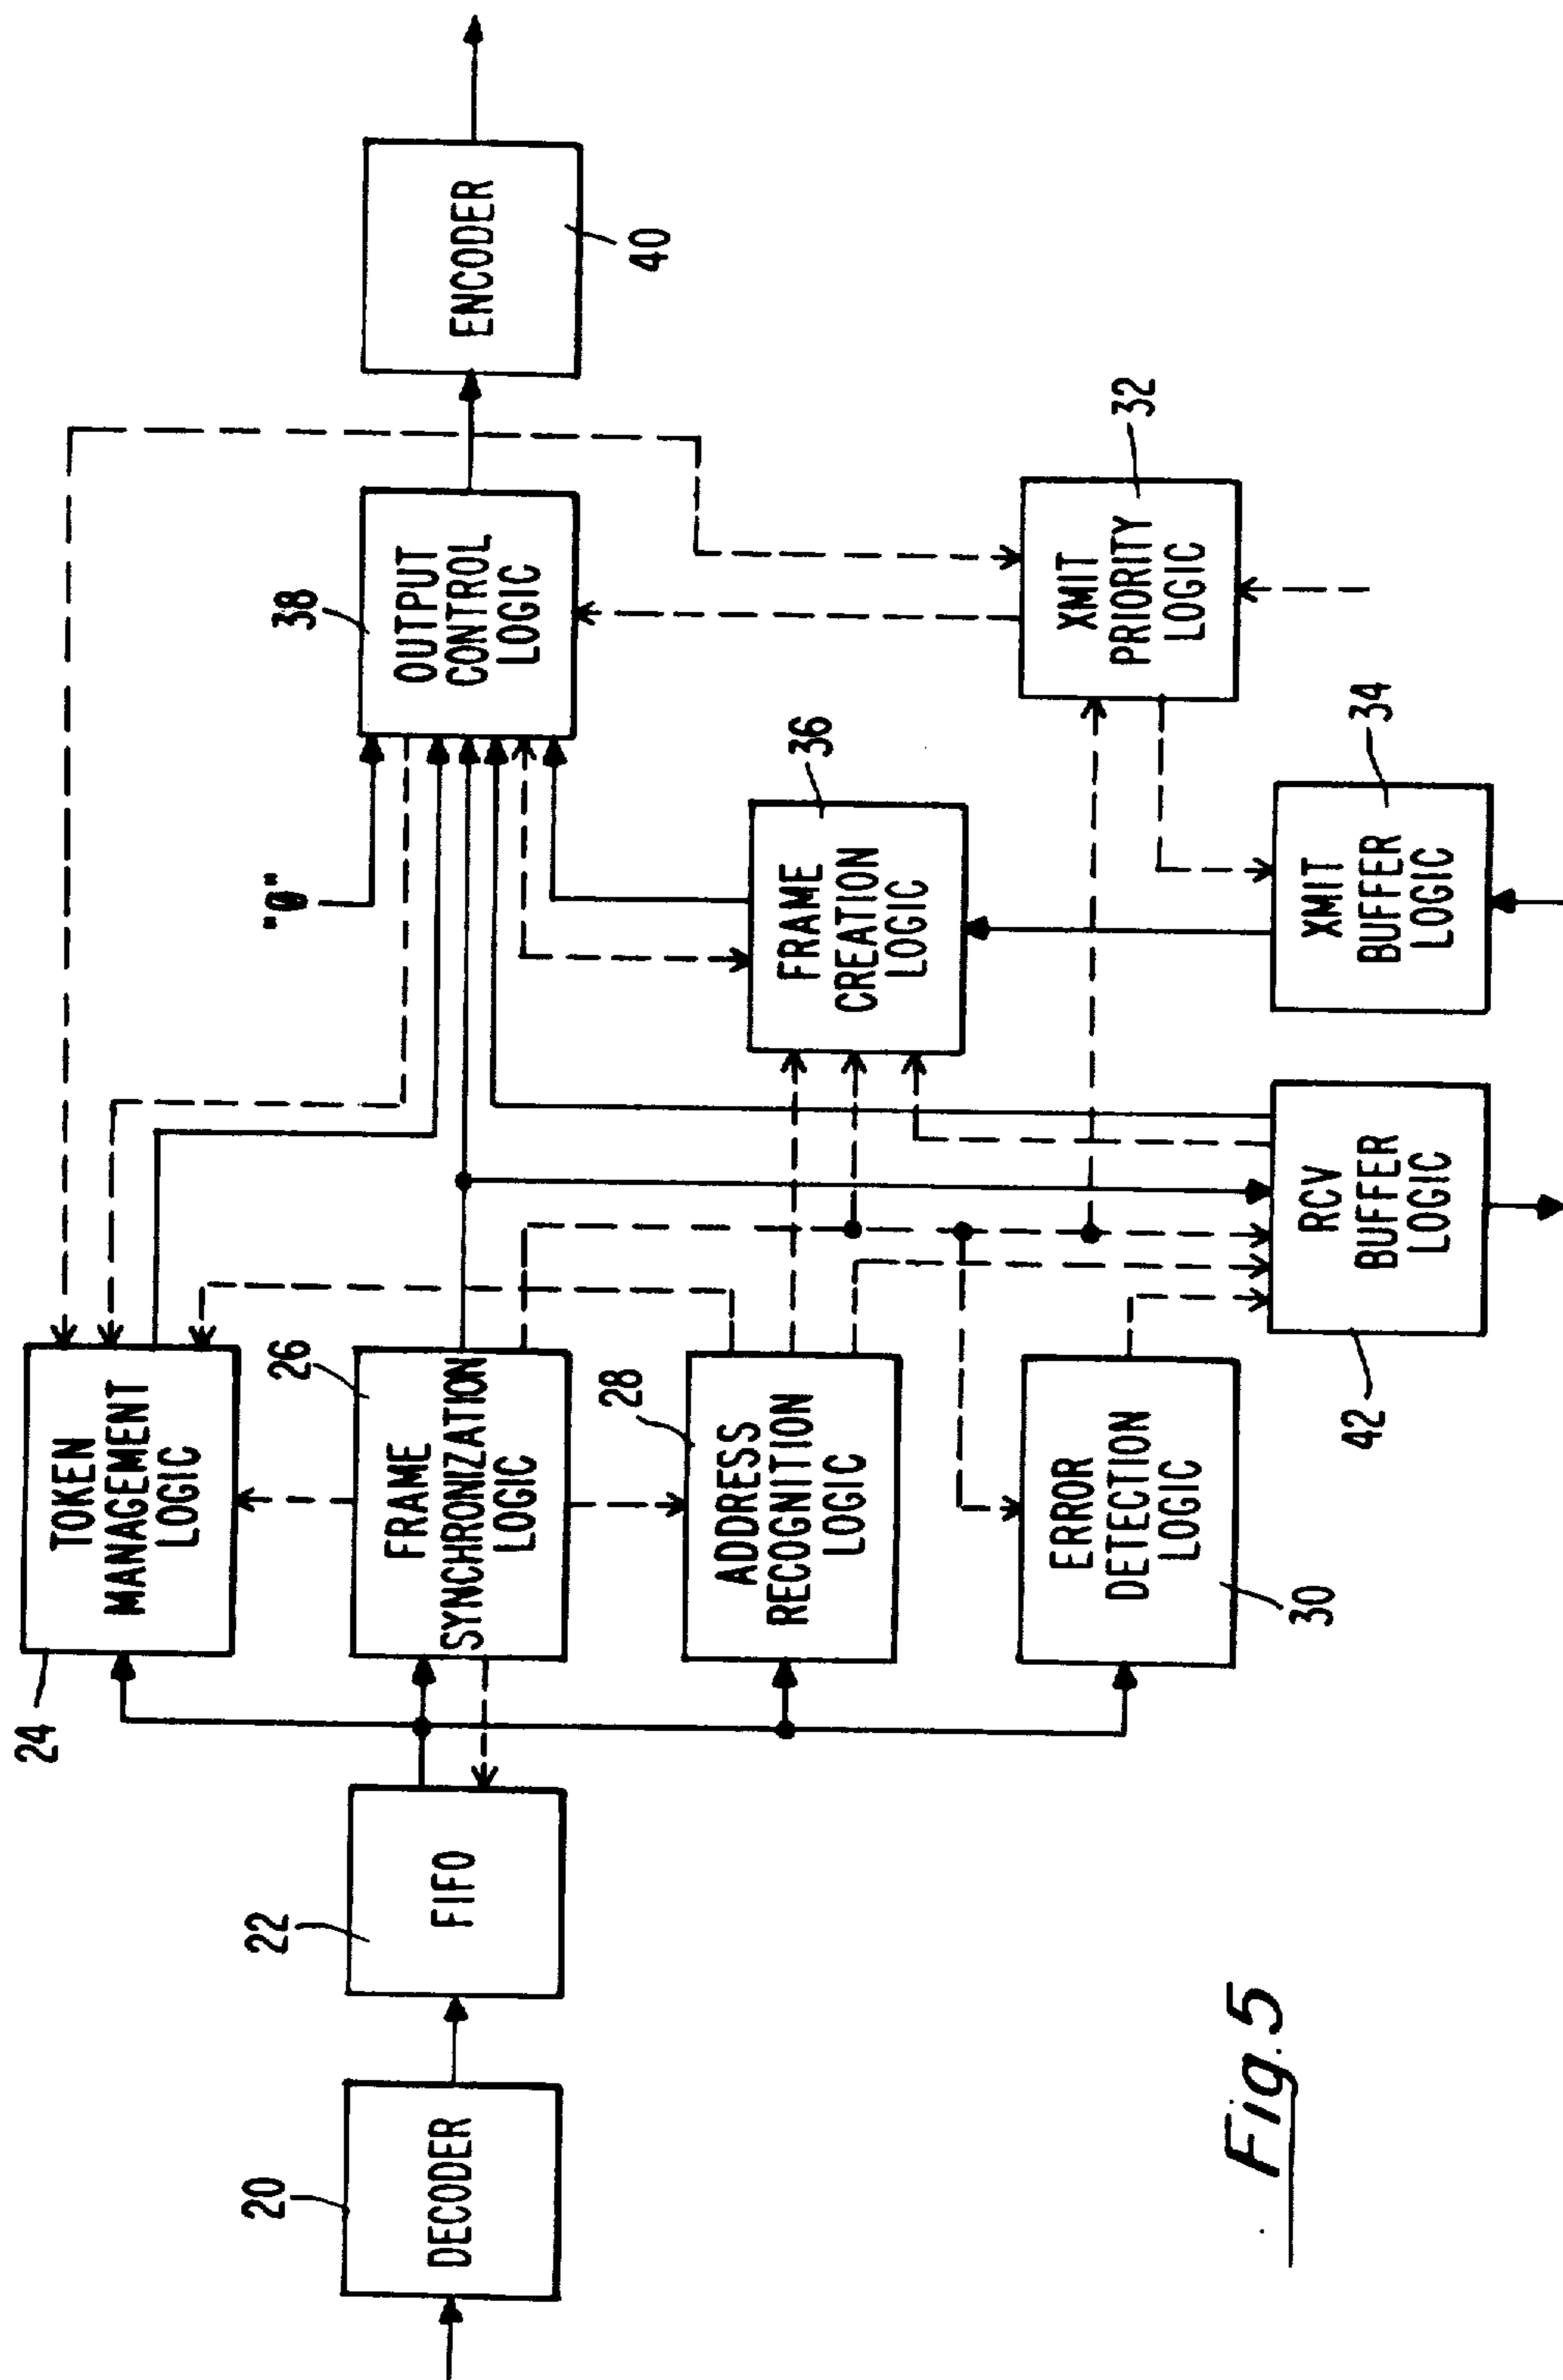 24
TOKEN
MANAGEMENT
LOGIC
26
FRAME
SYNCHRONIZATION
LOGIC
28
ADDRESS
RECOGNITION
LOGIC
ERROR
DETECTION
LOGIC
30
20
DECODER
22
FIFO
"0"
38
OUTPUT
CONTROL
LOGIC
ENCODER
40
36
FRAME
CREATION
LOGIC
XMIT
PRIORITY
LOGIC
32
RCV
BUFFER
LOGIC
42
XMIT
BUFFER
LOGIC
34
Fig. 5